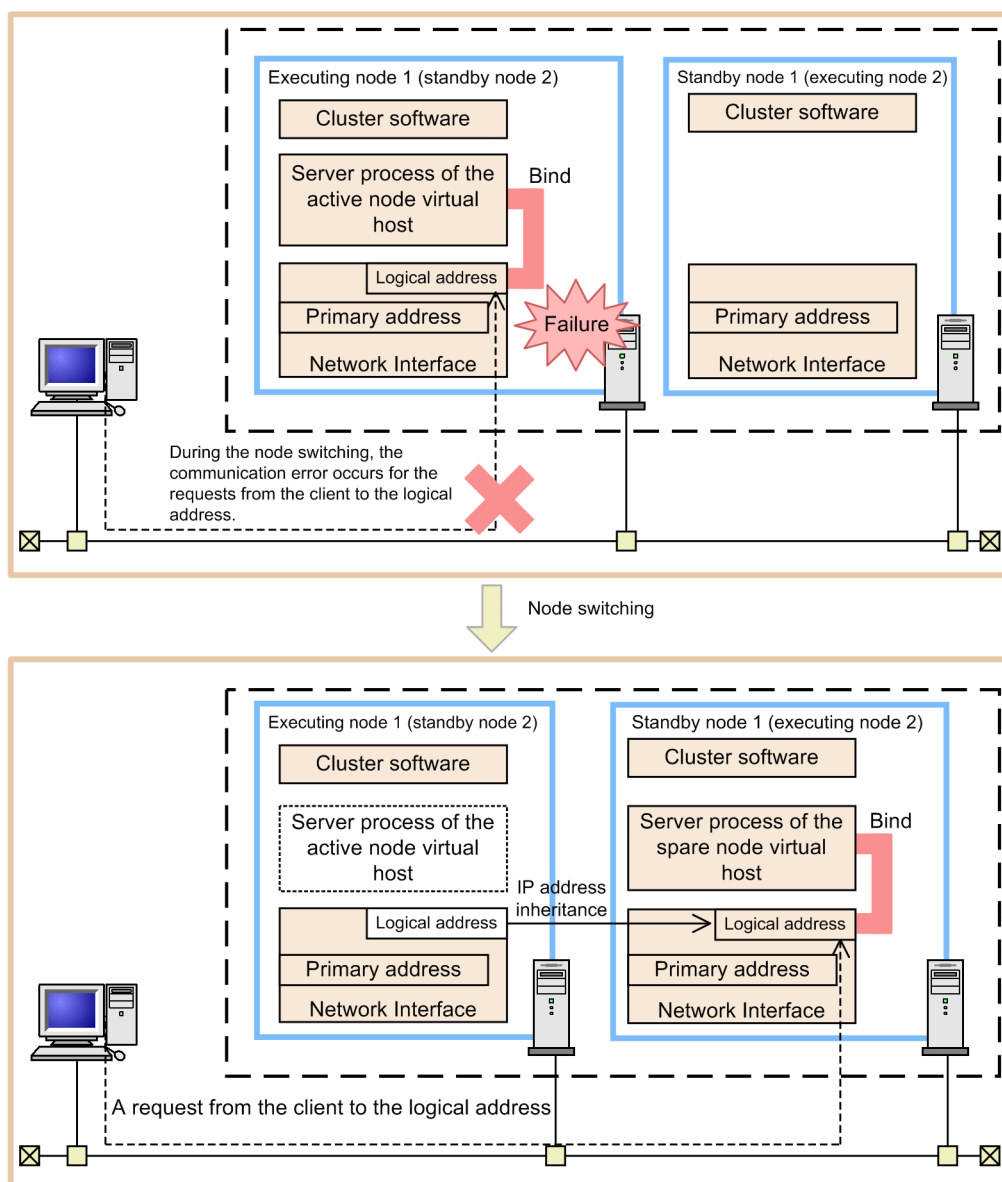 Executing node 1 (standby node 2)
Cluster software
Server process of the
active node virtual
host
Bind
Logical address
Primary address
Network Interface
Failure
Standby node 1 (executing node 2)
Cluster software
Primary address
Network Interface
During the node switching, the
communication error occurs for the
requests from the client to the logical
address.
Node switching
Executing node 1 (standby node 2)
Cluster software
Server process of the
active node virtual
host
Logical address
Primary address
Network Interface
IP address
inheritance
Standby node 1 (executing node 2)
Cluster software
Server process of the
spare node virtual
host
Bind
Logical address
Primary address
Network Interface
A request from the client to the logical address